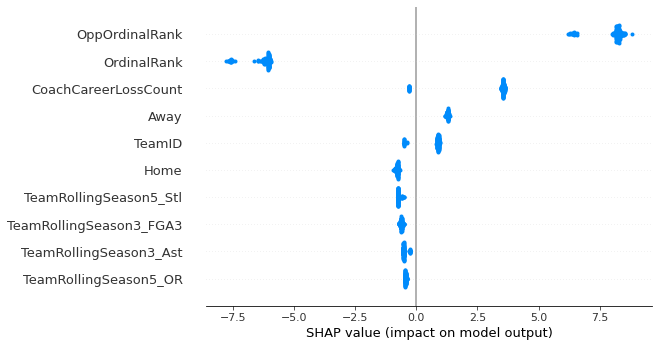 OppOrdinalRank
OrdinalRank
CoachCareerLossCount
Away
TeamID
Home
TeamRollingSeason5_Stl
TeamRollingSeason3_FGA3
TeamRollingSeason3_Ast
TeamRollingSeason5_OR
−7.5 −5.0 −2.5 0.0 2.5 5.0 7.5
SHAP value (impact on model output)